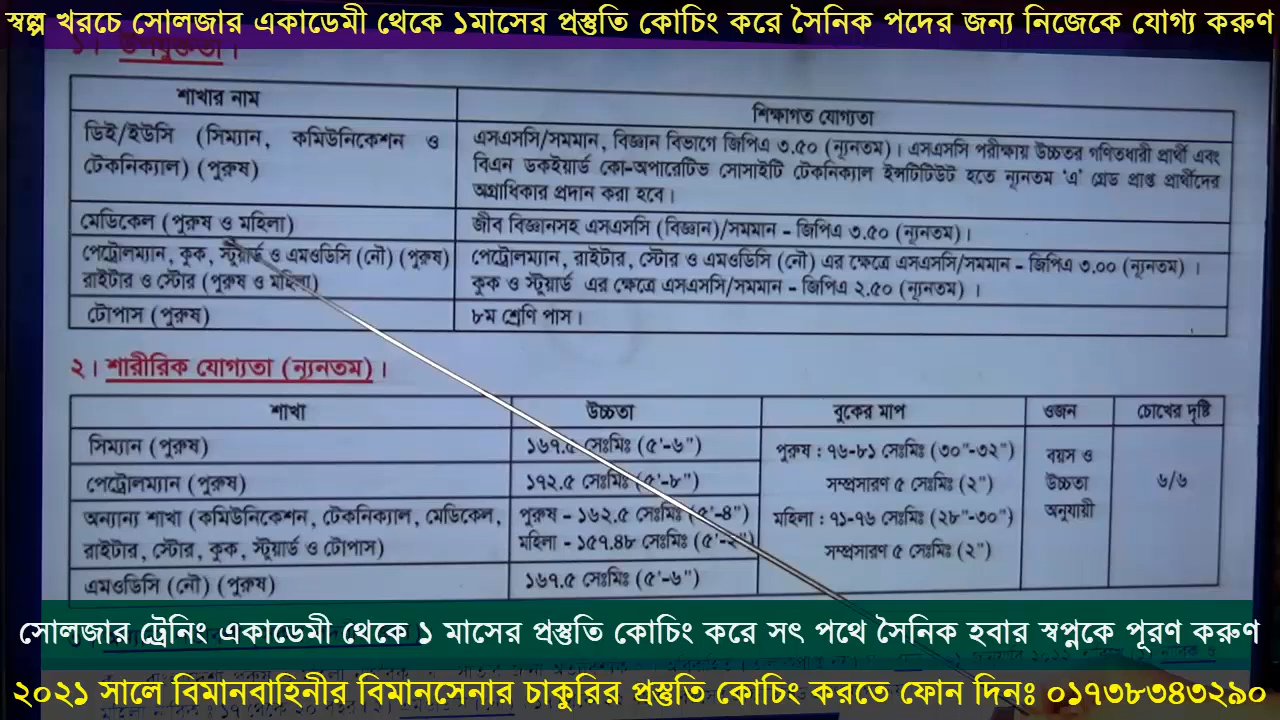 স্বল্প খরচে সোলজার একাডেমী থেকে ১মাসের প্রস্তুতি কোচিং করে সৈনিক পদের জন্য নিজেকে যোগ্য করুণ
১। উপযুক্ততা।
শাখার নাম
শিক্ষাগত যোগ্যতা
ডিই/ইউসি (সিম্যান, কমিউনিকেশন ও
টেকনিক্যাল) (পুরুষ)
এসএসসি/সমমান, বিজ্ঞান বিভাগে জিপিএ ৩.৫০ (ন্যূনতম)। এসএসসি পরীক্ষায় উচ্চতর গণিতধারী প্রার্থী এবং
বিএন ডকইয়ার্ড কো-অপারেটিভ সোসাইটি টেকনিক্যাল ইন্সটিটিউট হতে ন্যূনতম ‘এ’ গ্রেড প্রাপ্ত প্রার্থীদের
অগ্রাধিকার প্রদান করা হবে।
মেডিকেল (পুরুষ ও মহিলা)
জীব বিজ্ঞানসহ এসএসসি (বিজ্ঞান)/সমমান - জিপিএ ৩.৫০ (ন্যূনতম)।
পেট্রোলম্যান, কুক, স্টুয়ার্ড ও এমওডিসি (নৌ) (পুরুষ)
রাইটার ও স্টোর (পুরুষ ও মহিলা)
পেট্রোলম্যান, রাইটার, স্টোর ও এমওডিসি (নৌ) এর ক্ষেত্রে এসএসসি/সমমান - জিপিএ ৩.০০ (ন্যূনতম) ।
কুক ও স্টুয়ার্ড এর ক্ষেত্রে এসএসসি/সমমান - জিপিএ ২.৫০ (ন্যূনতম) ।
টোপাস (পুরুষ)
৮ম শ্রেণি পাস।
২। শারীরিক যোগ্যতা (ন্যূনতম)।
শাখা
উচ্চতা
বুকের মাপ
ওজন
চোখের দৃষ্টি
সিম্যান (পুরুষ)
১৬৭.৫ সেঃমিঃ (৫'-৬")
পেট্রোলম্যান (পুরুষ)
১৭২.৫ সেঃমিঃ (৫'-৮")
অন্যান্য শাখা (কমিউনিকেশন, টেকনিক্যাল, মেডিকেল,
রাইটার, স্টোর, কুক, স্টুয়ার্ড ও টোপাস)
পুরুষ - ১৬২.৫ সেঃমিঃ (৫'-৪")
মহিলা - ১৫৭.৪৮ সেঃমিঃ (৫'-২")
এমওডিসি (নৌ) (পুরুষ)
১৬৭.৫ সেঃমিঃ (৫'-৬")
পুরুষ : ৭৬-৮১ সেঃমিঃ (৩০"-৩২")
সম্প্রসারণ ৫ সেঃমিঃ (২")
মহিলা : ৭১-৭৬ সেঃমিঃ (২৮"-৩০")
সম্প্রসারণ ৫ সেঃমিঃ (২")
বয়স ও
উচ্চতা
অনুযায়ী
৬/৬
সোলজার ট্রেনিং একাডেমী থেকে ১ মাসের প্রস্তুতি কোচিং করে সৎ পথে সৈনিক হবার স্বপ্নকে পূরণ করুণ
২০২১ সালে বিমানবাহিনীর বিমানসেনার চাকুরির প্রস্তুতি কোচিং করতে ফোন দিনঃ ০১৭৩৮৩৪৩২৯০